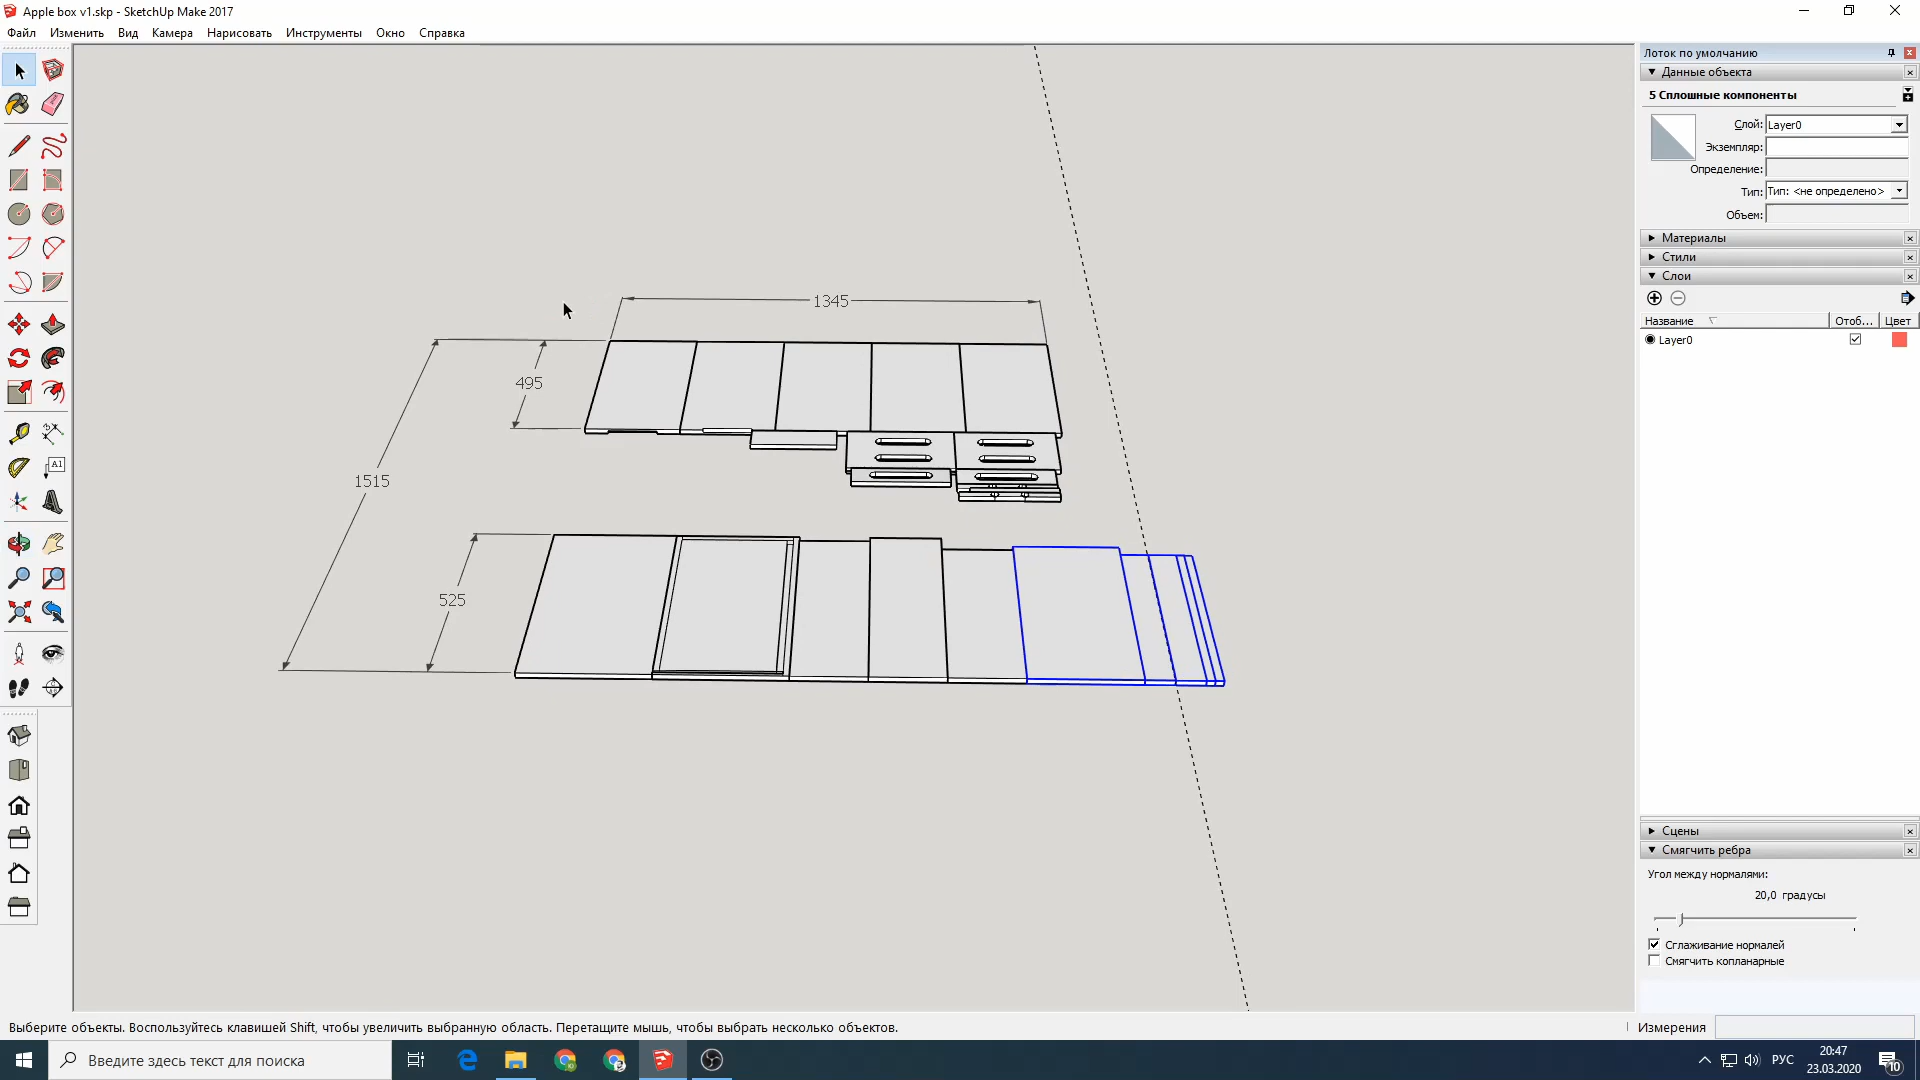 Apple box v1.skp - SketchUp Make 2017
Файл Изменить Вид Камера Нарисовать Инструменты Окно Справка
Лоток по умолчанию
Данные объекта
5 Сплошные компоненты
Слой: Layer0
Экземпляр:
Определение:
Тип: Тип: <не определено>
Объем:
Материалы
Стили
Слои
Название Отоб... Цвет
Layer0
1345
495
1515
525
A1
Сцены
Смягчить ребра
Угол между нормалями:
20,0 градусы
Сглаживание нормалей
Смягчить копланарные
Выберите объекты. Воспользуйтесь клавишей Shift, чтобы увеличить выбранную область. Перетащите мышь, чтобы выбрать несколько объектов.
Измерения
Введите здесь текст для поиска
РУС
20:47
23.03.2020
10